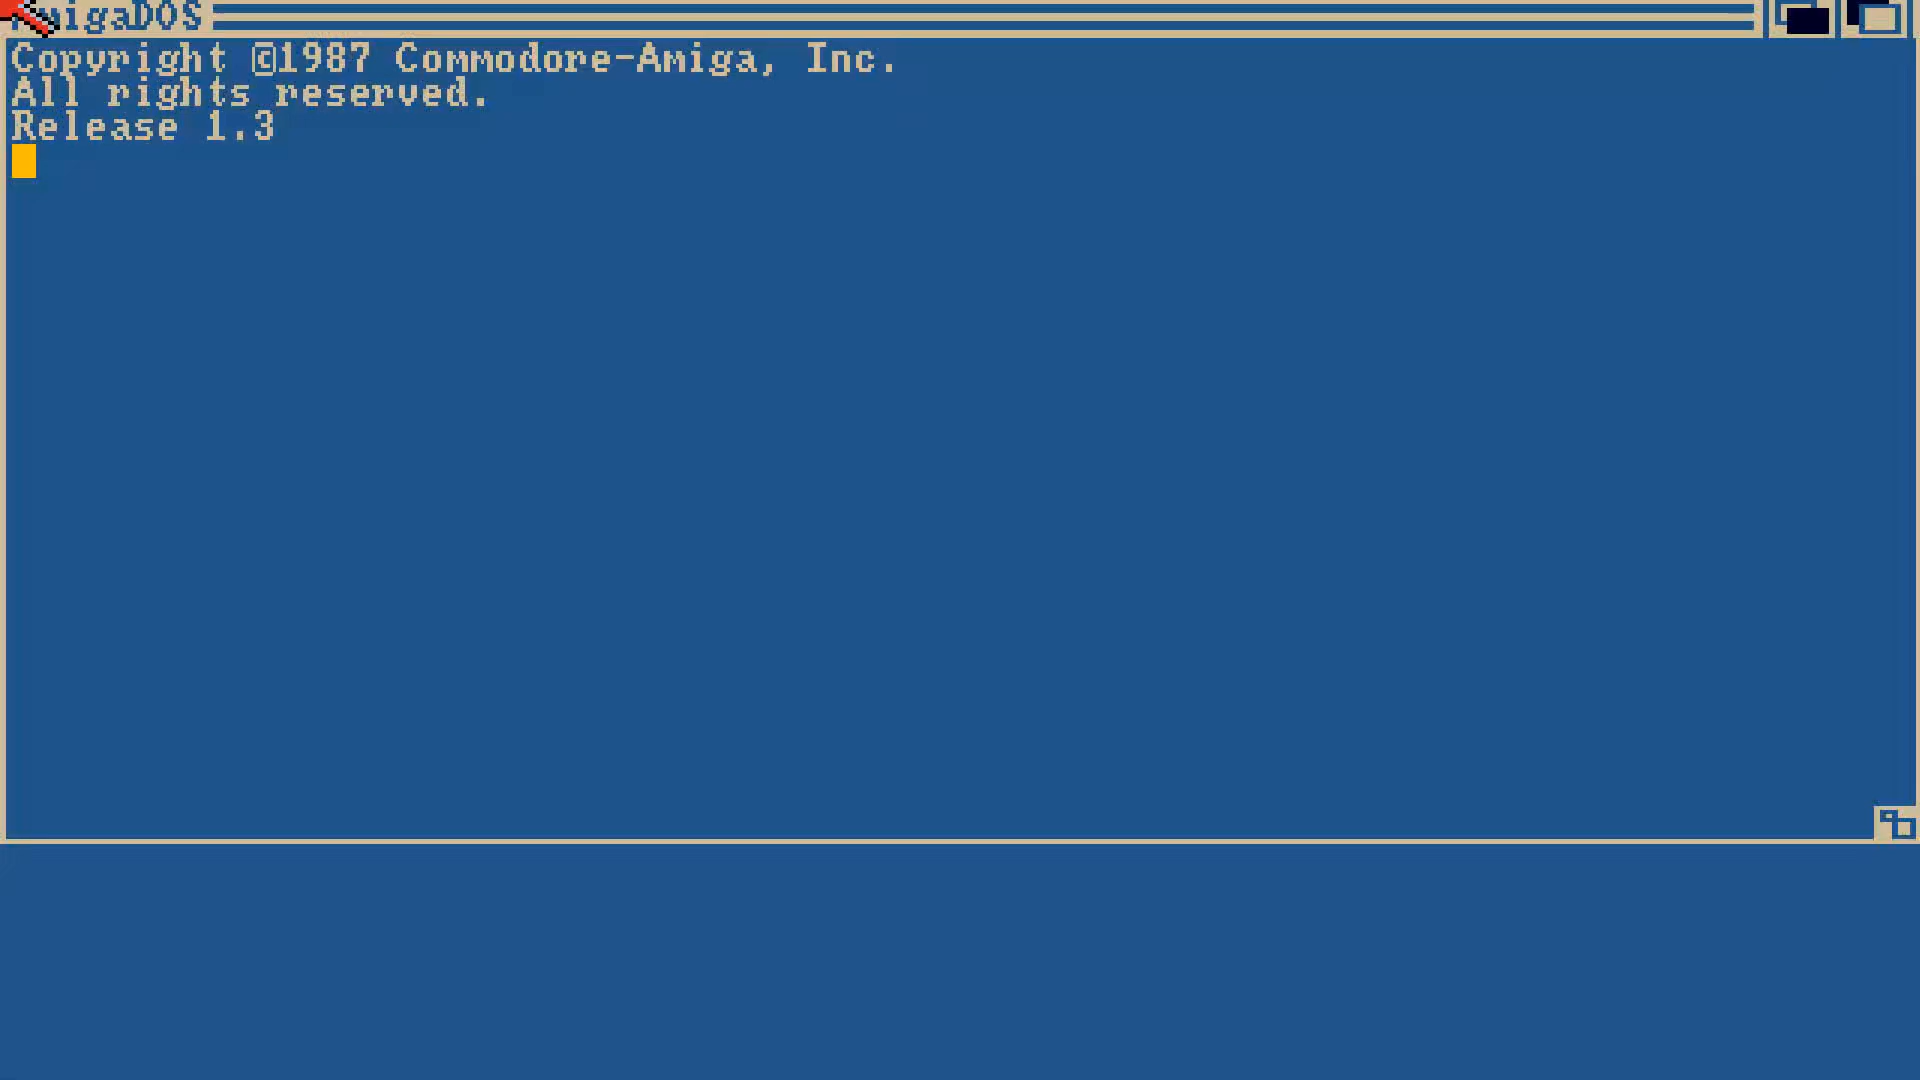 AmigaDOS
Copyright ©1987 Commodore-Amiga, Inc.
All rights reserved.
Release 1.3